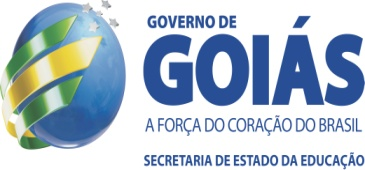 GOVERNO DE
GOIÁS
A FORÇA DO CORAÇÃO DO BRASIL
SECRETARIA DE ESTADO DA EDUCAÇÃO